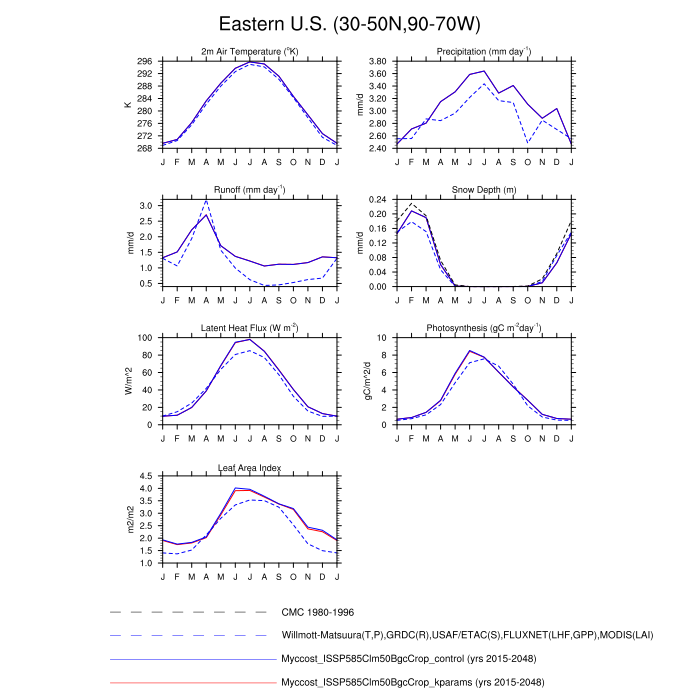 Eastern U.S. (30-50N,90-70W)
2m Air Temperature (°K)
Precipitation (mm day⁻¹)
K
296
292
288
284
280
276
272
268
J F M A M J J A S O N D J
mm/d
3.80
3.60
3.40
3.20
3.00
2.80
2.60
2.40
J F M A M J J A S O N D J
Runoff (mm day⁻¹)
Snow Depth (m)
mm/d
3.0
2.5
2.0
1.5
1.0
0.5
J F M A M J J A S O N D J
mm/d
0.24
0.20
0.16
0.12
0.08
0.04
0.00
J F M A M J J A S O N D J
Latent Heat Flux (W m⁻²)
Photosynthesis (gC m⁻²day⁻¹)
W/m^2
100
80
60
40
20
0
J F M A M J J A S O N D J
gC/m^2/d
10
8
6
4
2
0
J F M A M J J A S O N D J
Leaf Area Index
m2/m2
4.5
4.0
3.5
3.0
2.5
2.0
1.5
1.0
J F M A M J J A S O N D J
CMC 1980-1996
Willmott-Matsuura(T,P),GRDC(R),USAF/ETAC(S),FLUXNET(LHF,GPP),MODIS(LAI)
Myccost_ISSP585Clm50BgcCrop_control (yrs 2015-2048)
Myccost_ISSP585Clm50BgcCrop_kparams (yrs 2015-2048)